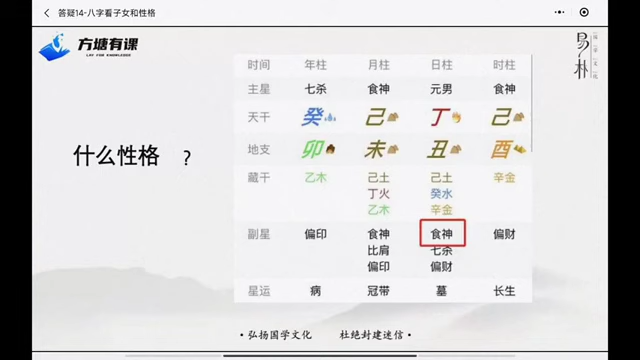 答疑14-八字看子女和性格
方塘有课
LAY FOR KNOWLEDGE
易朴
什么性格 ?
时间 年柱 月柱 日柱 时柱
主星 七杀 食神 元男 食神
天干 癸 己 丁 己
地支 卯 未 丑 酉
藏干 乙木 己土 己土 辛金
丁火 癸水
乙木 辛金
副星 偏印 食神 食神 偏财
比肩 七杀
偏印 偏财
星运 病 冠带 墓 长生
·弘扬国学文化 杜绝封建迷信·